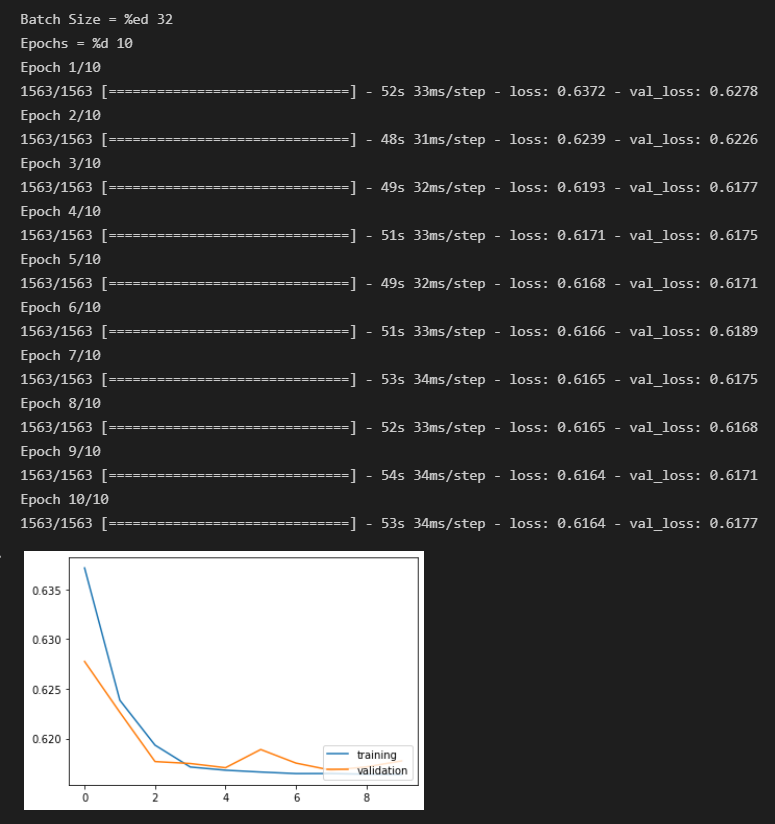 Batch Size = %ed 32
Epochs = %d 10
Epoch 1/10
1563/1563 [==============================] - 52s 33ms/step - loss: 0.6372 - val_loss: 0.6278
Epoch 2/10
1563/1563 [==============================] - 48s 31ms/step - loss: 0.6239 - val_loss: 0.6226
Epoch 3/10
1563/1563 [==============================] - 49s 32ms/step - loss: 0.6193 - val_loss: 0.6177
Epoch 4/10
1563/1563 [==============================] - 51s 33ms/step - loss: 0.6171 - val_loss: 0.6175
Epoch 5/10
1563/1563 [==============================] - 49s 32ms/step - loss: 0.6168 - val_loss: 0.6171
Epoch 6/10
1563/1563 [==============================] - 51s 33ms/step - loss: 0.6166 - val_loss: 0.6189
Epoch 7/10
1563/1563 [==============================] - 53s 34ms/step - loss: 0.6165 - val_loss: 0.6175
Epoch 8/10
1563/1563 [==============================] - 52s 33ms/step - loss: 0.6165 - val_loss: 0.6168
Epoch 9/10
1563/1563 [==============================] - 54s 34ms/step - loss: 0.6164 - val_loss: 0.6171
Epoch 10/10
1563/1563 [==============================] - 53s 34ms/step - loss: 0.6164 - val_loss: 0.6177
0.635
0.630
0.625
0.620
training
validation
0 2 4 6 8